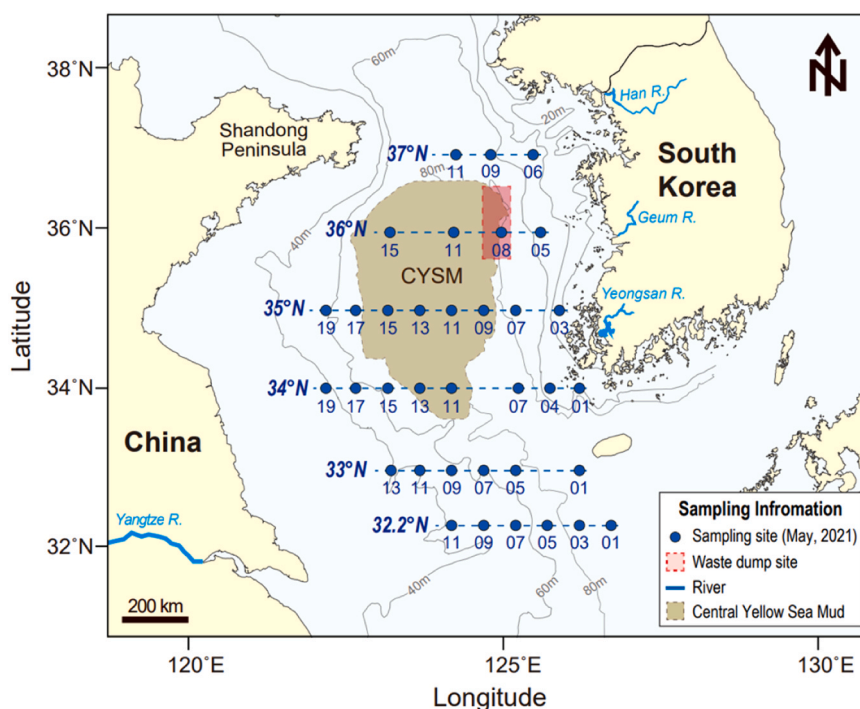 38°N
36°N
34°N
32°N
Latitude
120°E
125°E
130°E
Longitude
60m
Han R.
20m
Shandong
Peninsula
South
Korea
37°N
11 09 06
80m
Geum R.
36°N
15 11 08 05
40m
CYSM
Yeongsan R.
35°N
19 17 15 13 11 09 07 03
34°N
19 17 15 13 11 07 04 01
China
33°N
13 11 09 07 05 01
Yangtze R.
32.2°N
11 09 07 05 03 01
40m
60m
80m
200 km
Sampling Infromation
Sampling site (May, 2021)
Waste dump site
River
Central Yellow Sea Mud
N